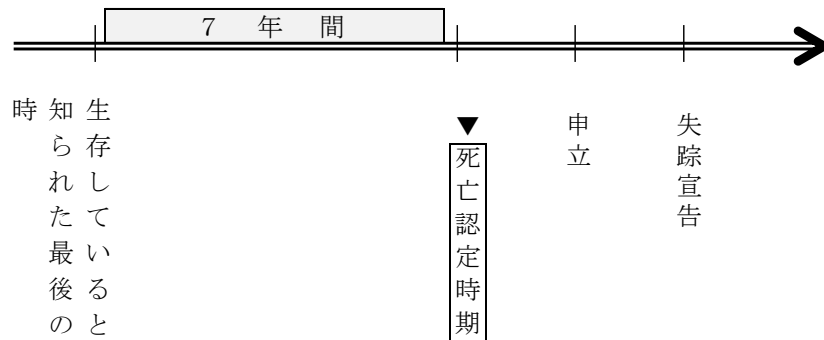 7年間
生存していると
知られた最後の
時
▼
死亡認定時期
申立
失踪宣告